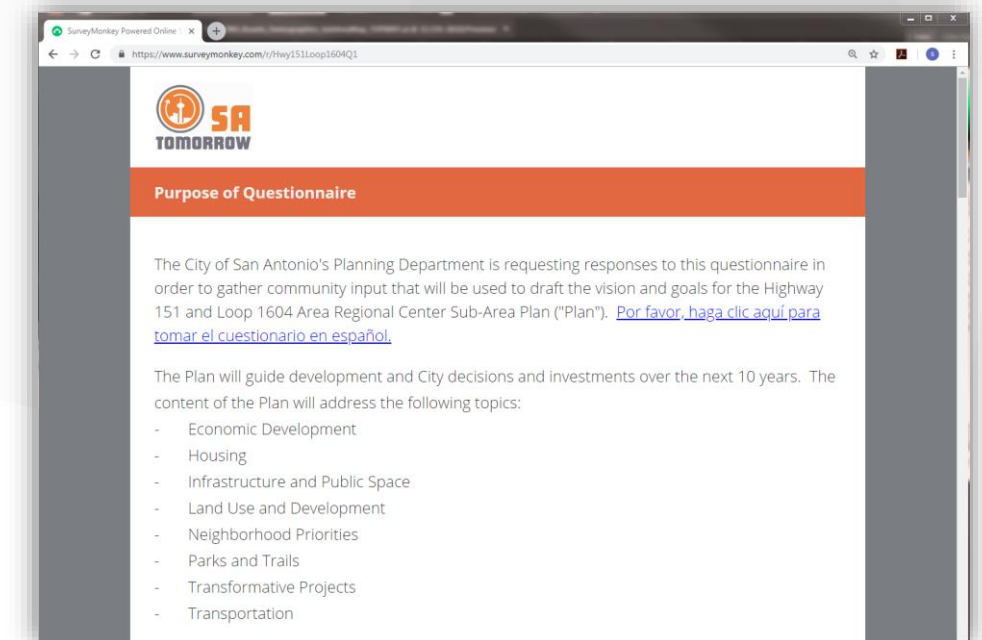 SurveyMonkey Powered Online
https://www.surveymonkey.com/r/Hwy151Loop1604Q1
SA
TOMORROW
Purpose of Questionnaire
The City of San Antonio's Planning Department is requesting responses to this questionnaire in
order to gather community input that will be used to draft the vision and goals for the Highway
151 and Loop 1604 Area Regional Center Sub-Area Plan ("Plan"). Por favor, haga clic aquí para
tomar el cuestionario en español.
The Plan will guide development and City decisions and investments over the next 10 years. The
content of the Plan will address the following topics:
- Economic Development
- Housing
- Infrastructure and Public Space
- Land Use and Development
- Neighborhood Priorities
- Parks and Trails
- Transformative Projects
- Transportation